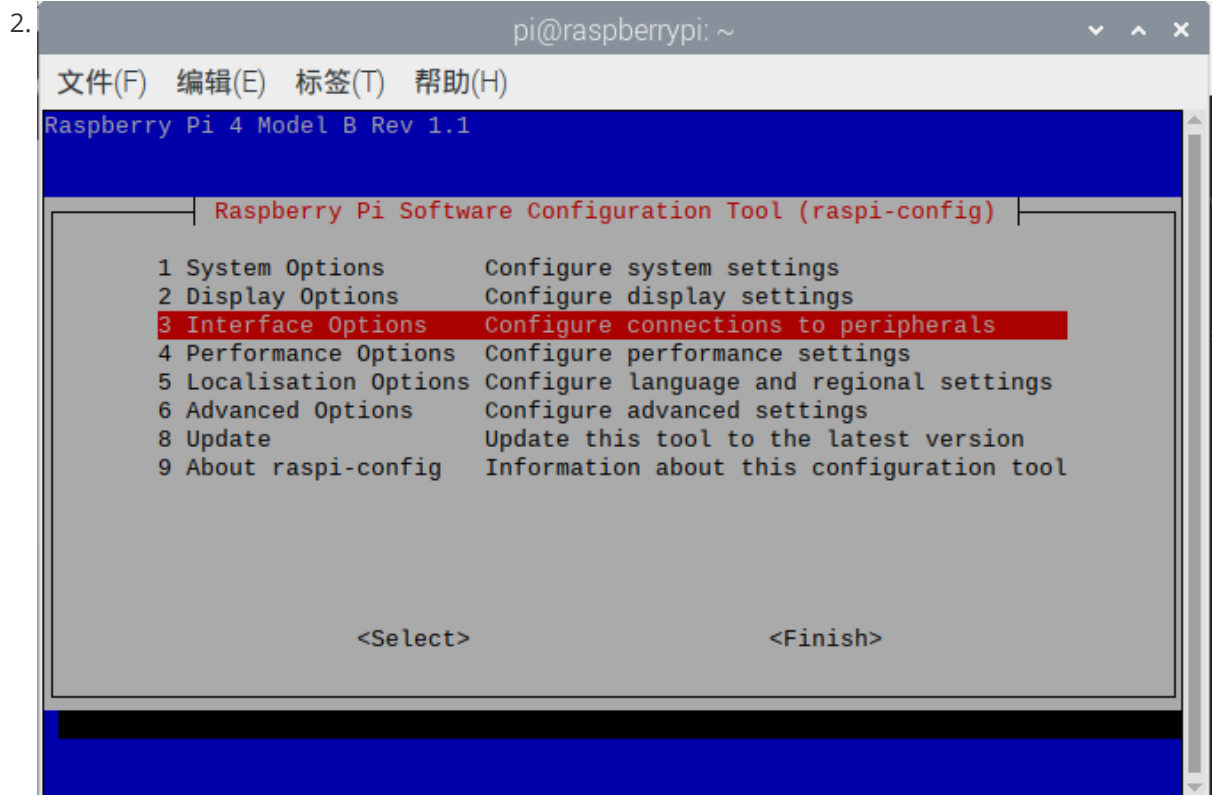 2.
pi@raspberrypi: ~
文件(F) 编辑(E) 标签(T) 帮助(H)
Raspberry Pi 4 Model B Rev 1.1
Raspberry Pi Software Configuration Tool (raspi-config)
1 System Options Configure system settings
2 Display Options Configure display settings
3 Interface Options Configure connections to peripherals
4 Performance Options Configure performance settings
5 Localisation Options Configure language and regional settings
6 Advanced Options Configure advanced settings
8 Update Update this tool to the latest version
9 About raspi-config Information about this configuration tool
<Select> <Finish>